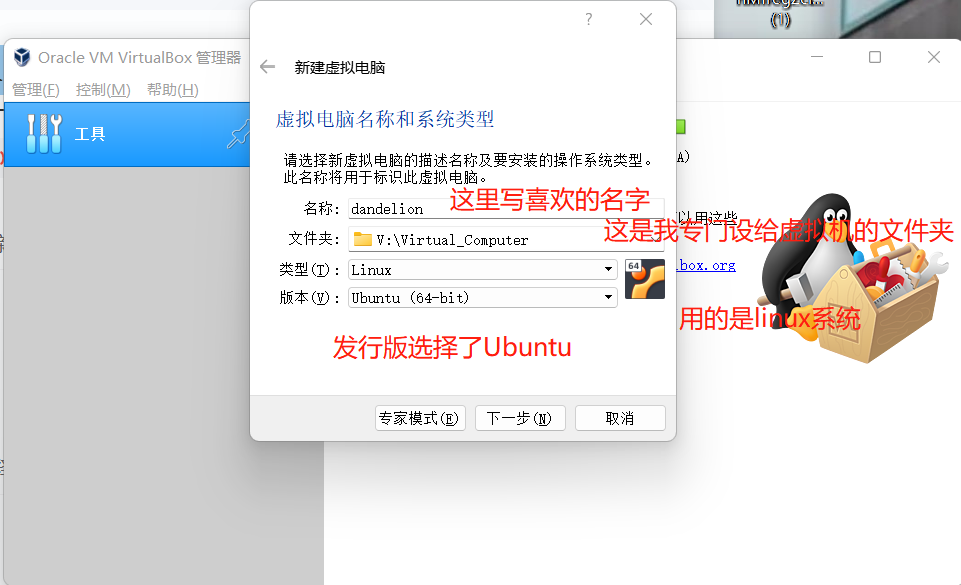 (1)
Oracle VM VirtualBox 管理器
管理(F) 控制(M) 帮助(H)
工具
?
新建虚拟电脑
虚拟电脑名称和系统类型
请选择新虚拟电脑的描述名称及要安装的操作系统类型。
此名称将用于标识此虚拟电脑。
名称: dandelion
这里写喜欢的名字
文件夹: V:\Virtual_Computer
这是我专门设给虚拟机的文件夹
类型(T): Linux
64
版本(V): Ubuntu (64-bit)
用的是linux系统
发行版选择了Ubuntu
专家模式(E) 下一步(N) 取消
A)
以用这些
box.org